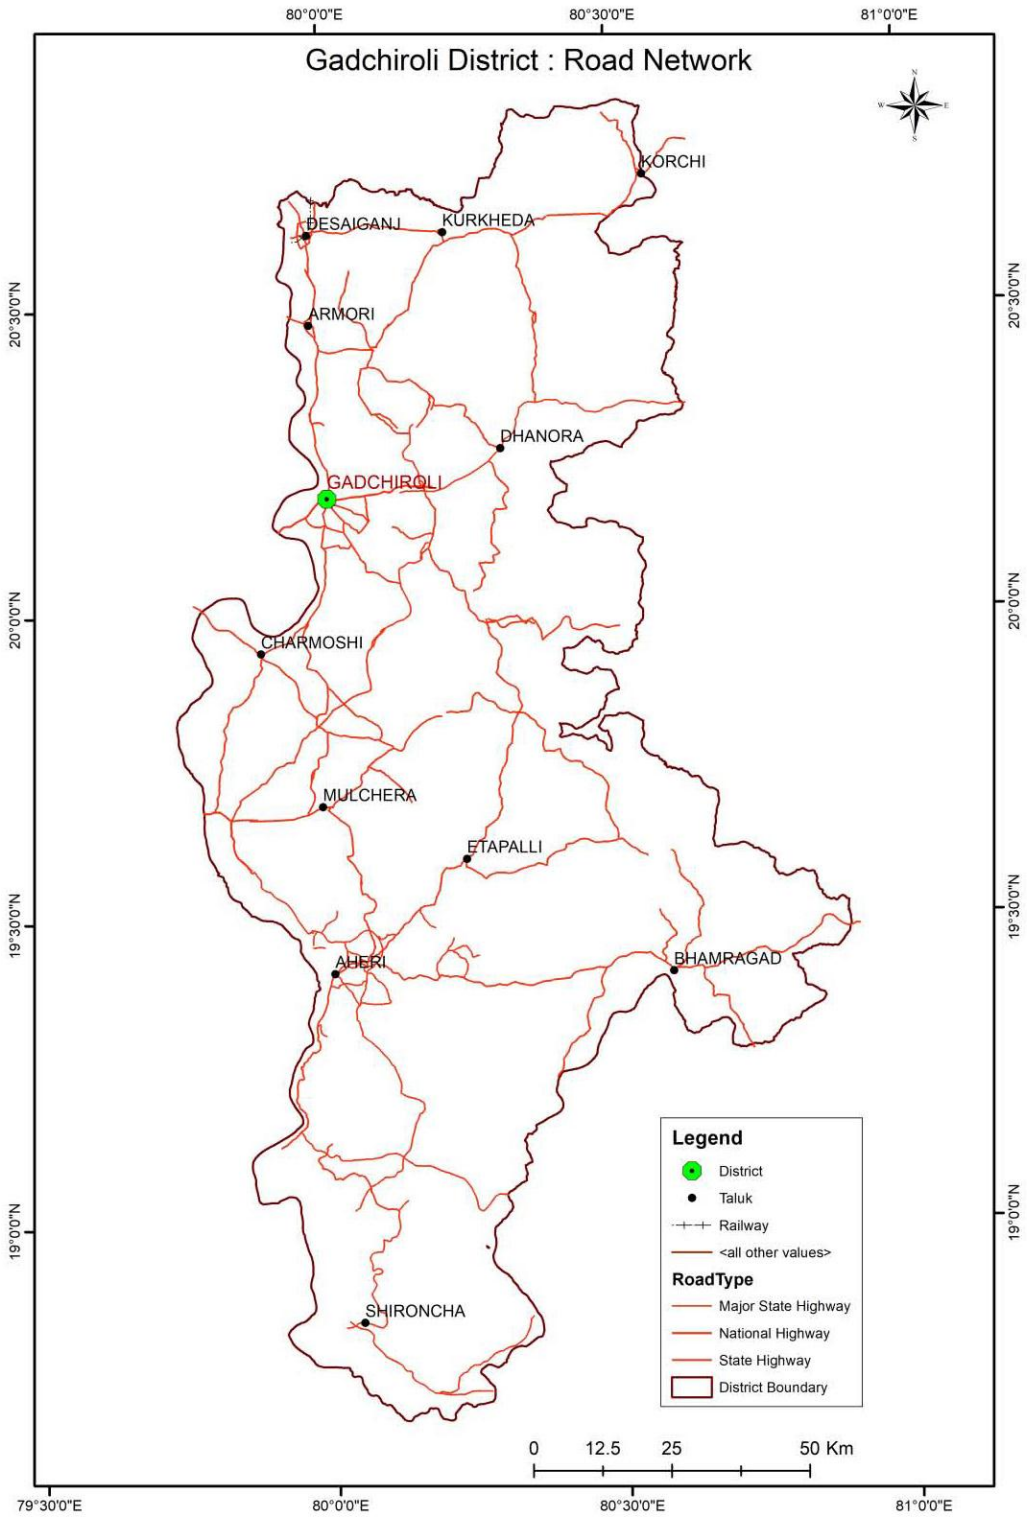 80°0'0"E 80°30'0"E 81°0'0"E
Gadchiroli District : Road Network
N
W E
S
KORCHI
DESAIGANJ
KURKHEDA
20°30'0"N 20°30'0"N
ARMORI
DHANORA
GADCHIROLI
20°0'0"N 20°0'0"N
CHARMOSHI
MULCHERA
ETAPALLI
19°30'0"N 19°30'0"N
AHERI
BHAMRAGAD
Legend
District
Taluk
Railway
<all other values>
RoadType
Major State Highway
National Highway
State Highway
District Boundary
19°0'0"N 19°0'0"N
SHIRONCHA
0 12.5 25 50 Km
79°30'0"E 80°0'0"E 80°30'0"E 81°0'0"E